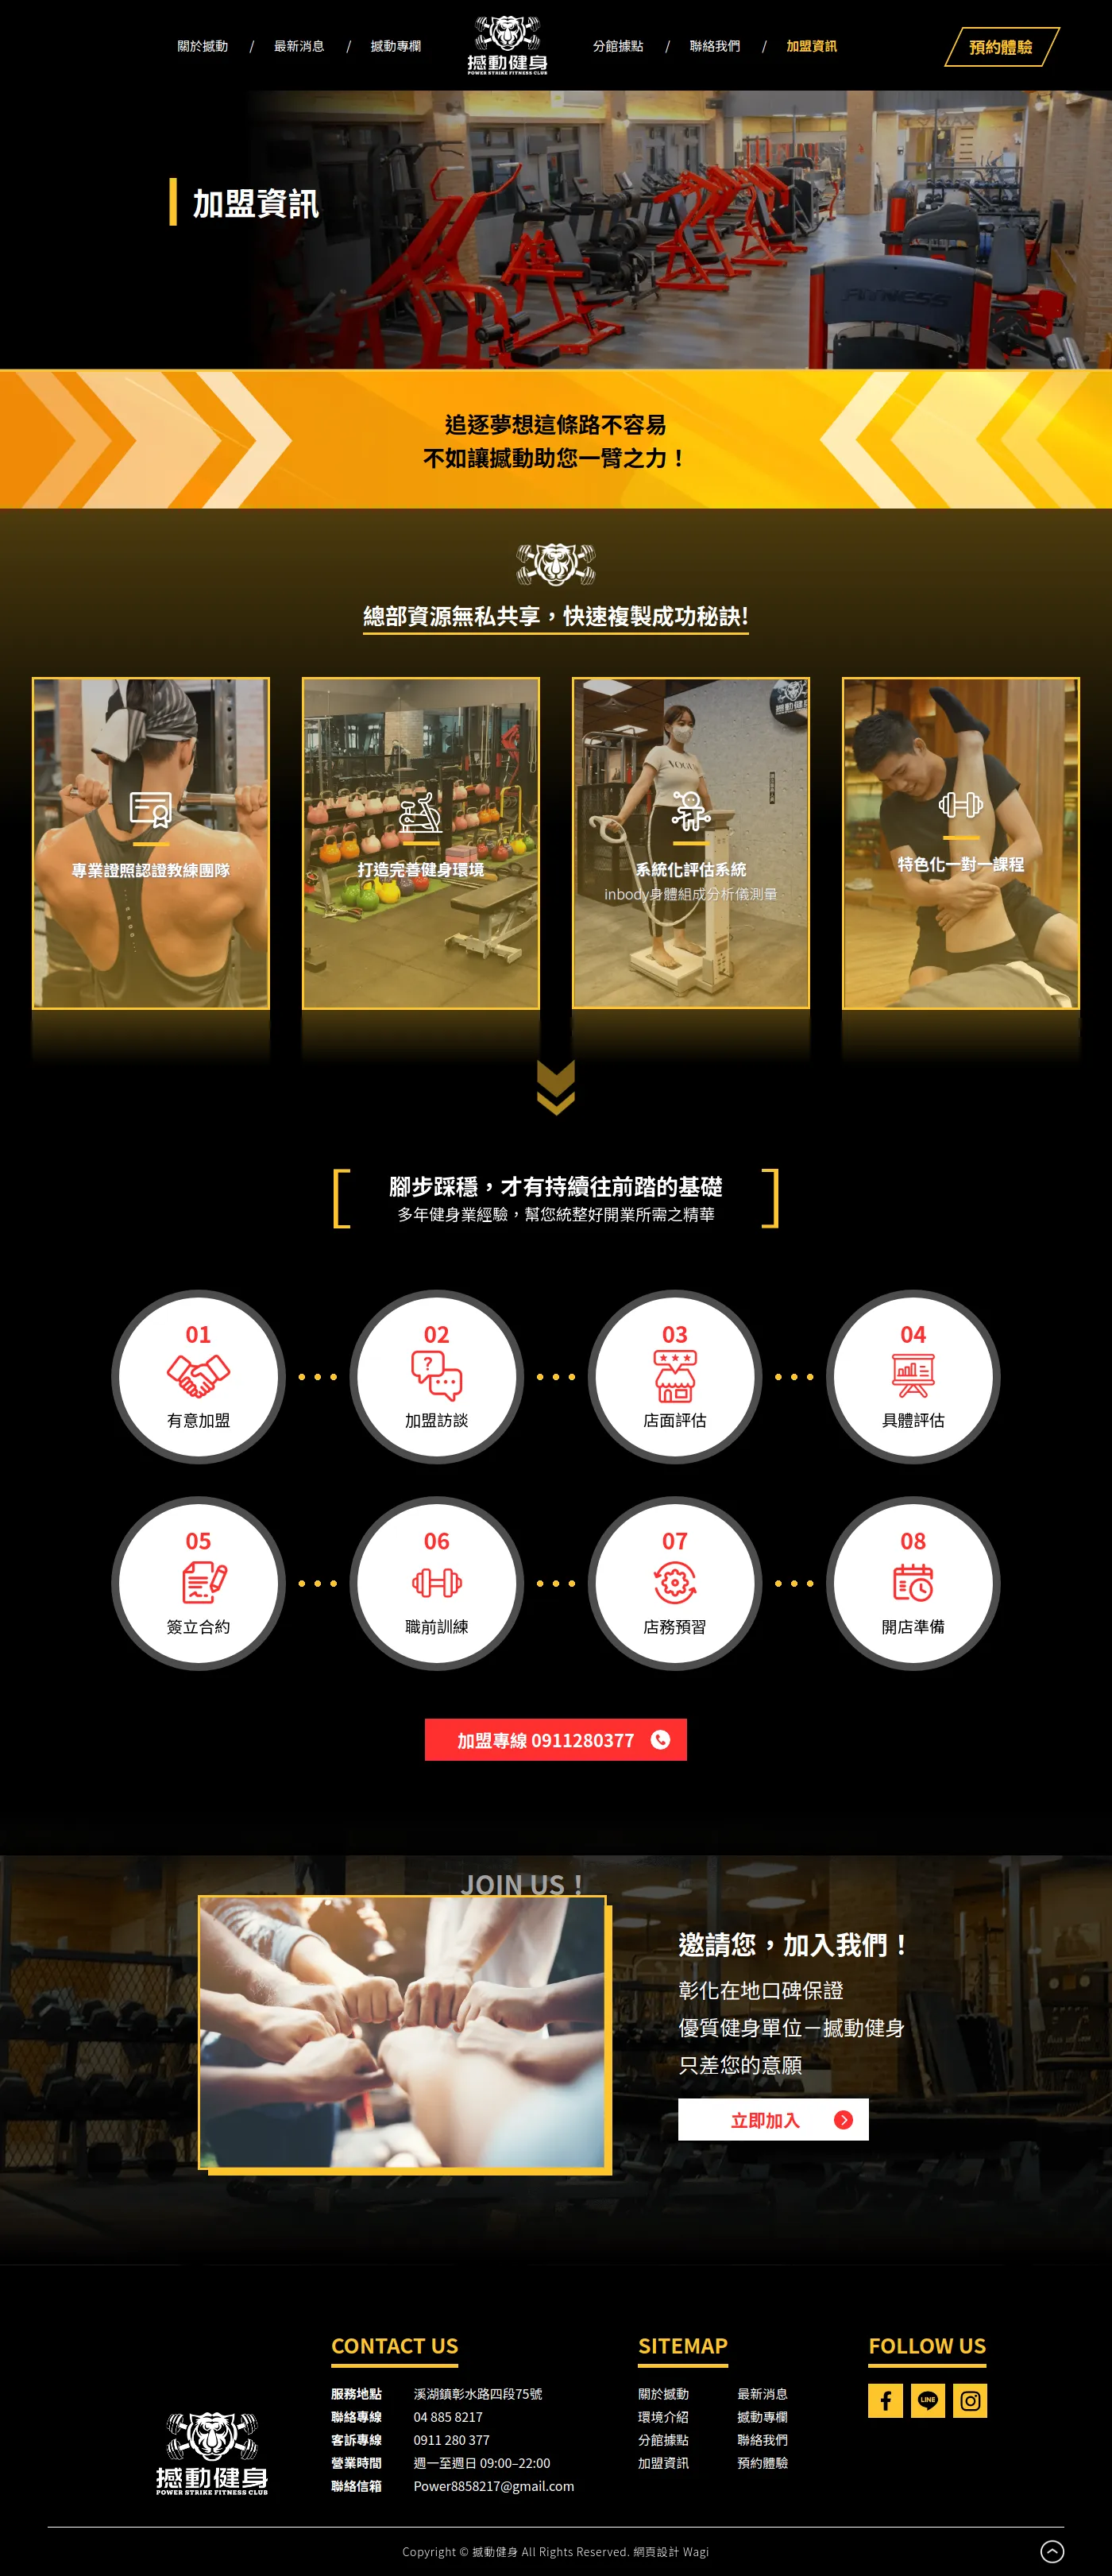 關於撼動 / 最新消息 / 撼動專欄
撼動健身
POWER STRIKE FITNESS CLUB
分館據點 / 聯絡我們 / 加盟資訊
預約體驗
加盟資訊
FITNESS
追逐夢想這條路不容易
不如讓撼動助您一臂之力！
總部資源無私共享，快速複製成功秘訣!
專業證照認證教練團隊
打造完善健身環境
VOGUE
撼動健身
系統化評估系統
inbody身體組成分析儀測量
特色化一對一課程
腳步踩穩，才有持續往前踏的基礎
多年健身業經驗，幫您統整好開業所需之精華
01
有意加盟
02
加盟訪談
03
店面評估
04
具體評估
05
簽立合約
06
職前訓練
07
店務預習
08
開店準備
加盟專線 0911280377
JOIN US！
邀請您，加入我們！
彰化在地口碑保證
優質健身單位－撼動健身
只差您的意願
立即加入
撼動健身
POWER STRIKE FITNESS CLUB
CONTACT US
服務地點 溪湖鎮彰水路四段75號
聯絡專線 04 885 8217
客訴專線 0911 280 377
營業時間 週一至週日 09:00–22:00
聯絡信箱 Power8858217@gmail.com
SITEMAP
關於撼動 最新消息
環境介紹 撼動專欄
分館據點 聯絡我們
加盟資訊 預約體驗
FOLLOW US
LINE
Copyright © 撼動健身 All Rights Reserved. 網頁設計 Wagi